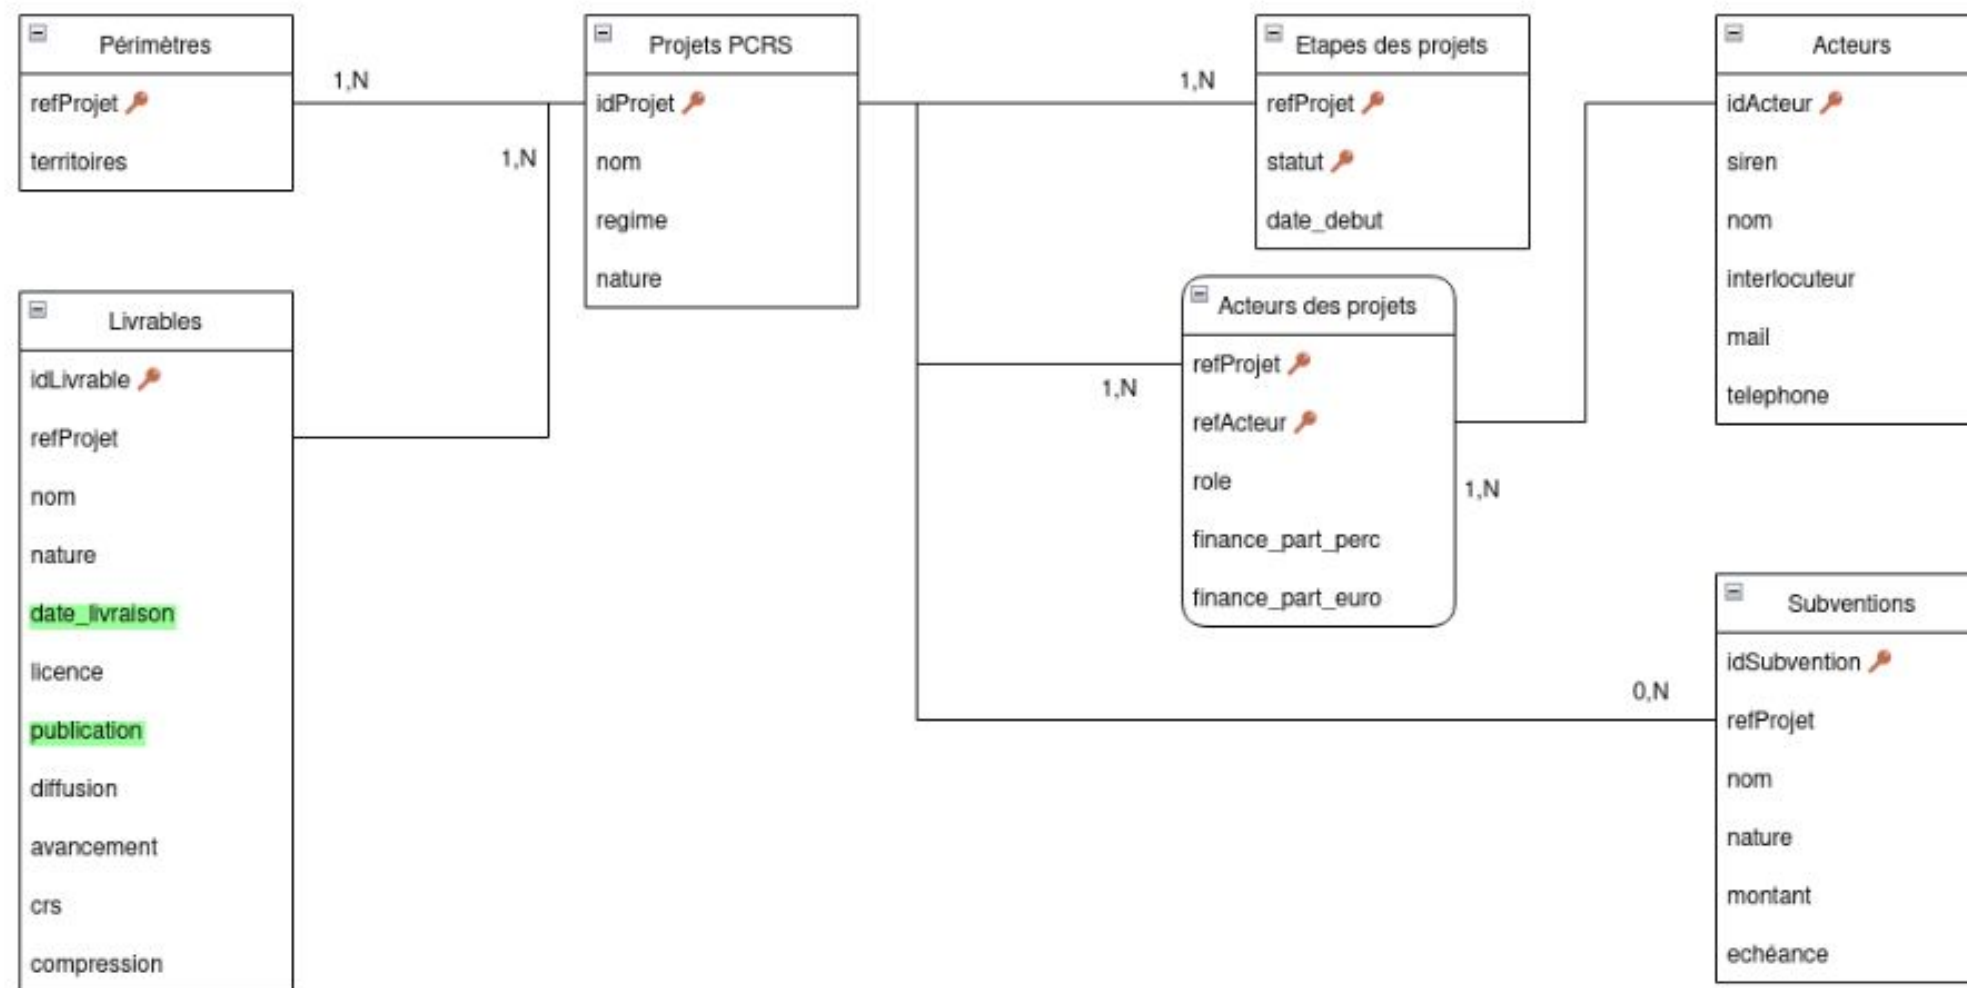 Périmètres
refProjet
territoires
1,N
1,N
Projets PCRS
idProjet
nom
regime
nature
1,N
Etapes des projets
refProjet
statut
date_debut
Acteurs
idActeur
siren
nom
interlocuteur
mail
telephone
Livrables
idLivrable
refProjet
nom
nature
date_livraison
licence
publication
diffusion
avancement
crs
compression
Acteurs des projets
refProjet
refActeur
role
finance_part_perc
finance_part_euro
1,N
1,N
0,N
Subventions
idSubvention
refProjet
nom
nature
montant
echéance